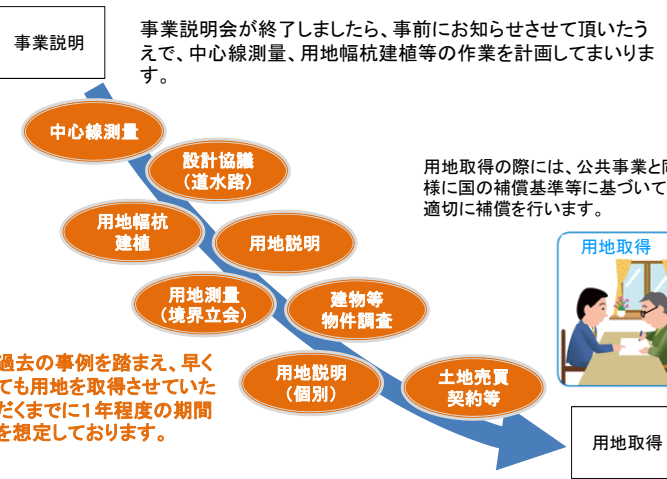 事業説明
事業説明会が終了しましたら、事前にお知らせさせて頂いたう
えで、中心線測量、用地幅杭建植等の作業を計画してまいりま
す。
中心線測量
設計協議
（道水路）
用地取得の際には、公共事業と同
様に国の補償基準等に基づいて
適切に補償を行います。
用地幅杭
建植
用地説明
用地取得
用地測量
（境界立会）
建物等
物件調査
過去の事例を踏まえ、早く
ても用地を取得させていた
だくまでに１年程度の期間
を想定しております。
用地説明
（個別）
土地売買
契約等
用地取得